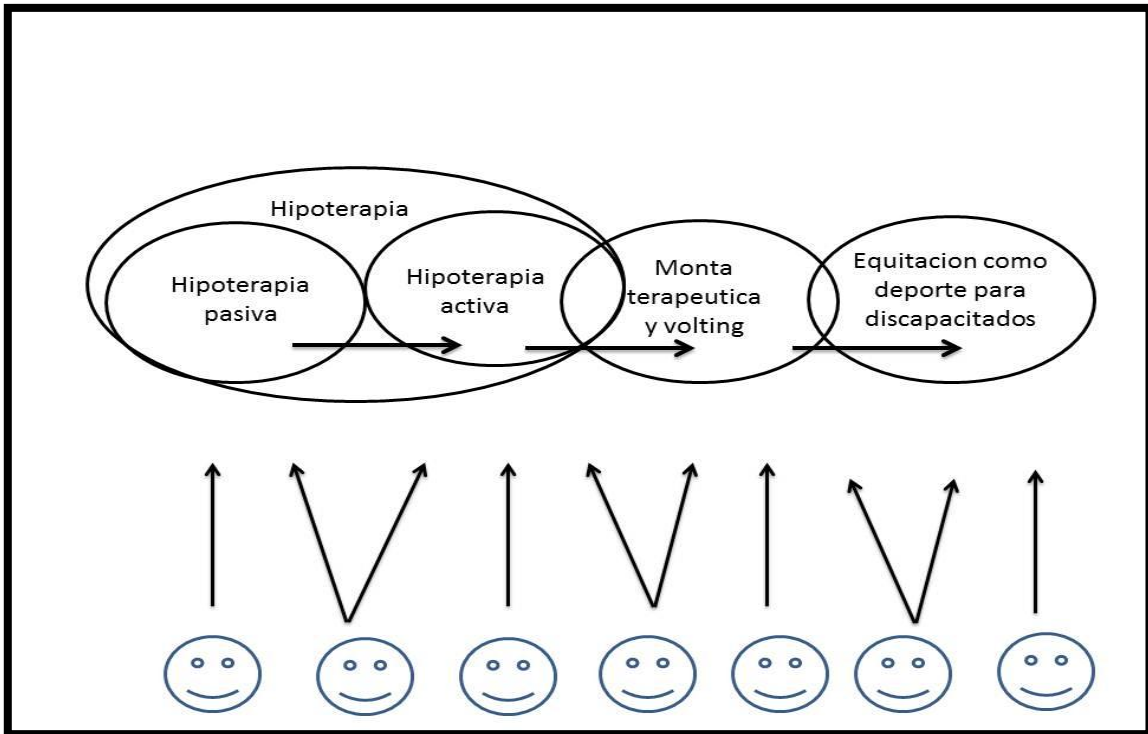 Hipoterapia
Hipoterapia
pasiva
Hipoterapia
activa
Monta
terapeutica
y volting
Equitacion como
deporte para
discapacitados